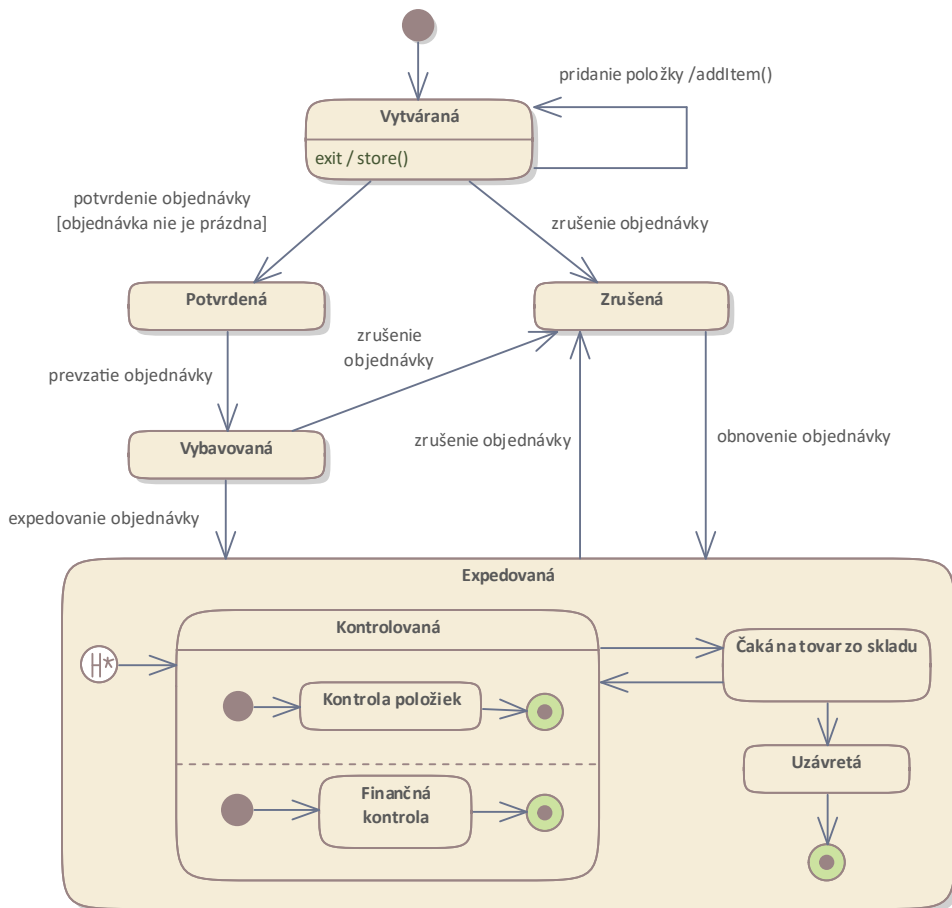 pridanie položky /addItem()
Vytváraná
exit / store()
potvrdenie objednávky
[objednávka nie je prázdna]
zrušenie objednávky
Potvrdená
Zrušená
zrušenie
objednávky
prevzatie objednávky
zrušenie objednávky
obnovenie objednávky
Vybavovaná
expedovanie objednávky
Expedovaná
Kontrolovaná
Čaká na tovar zo skladu
H*
Kontrola položiek
Uzávretá
Finančná
kontrola